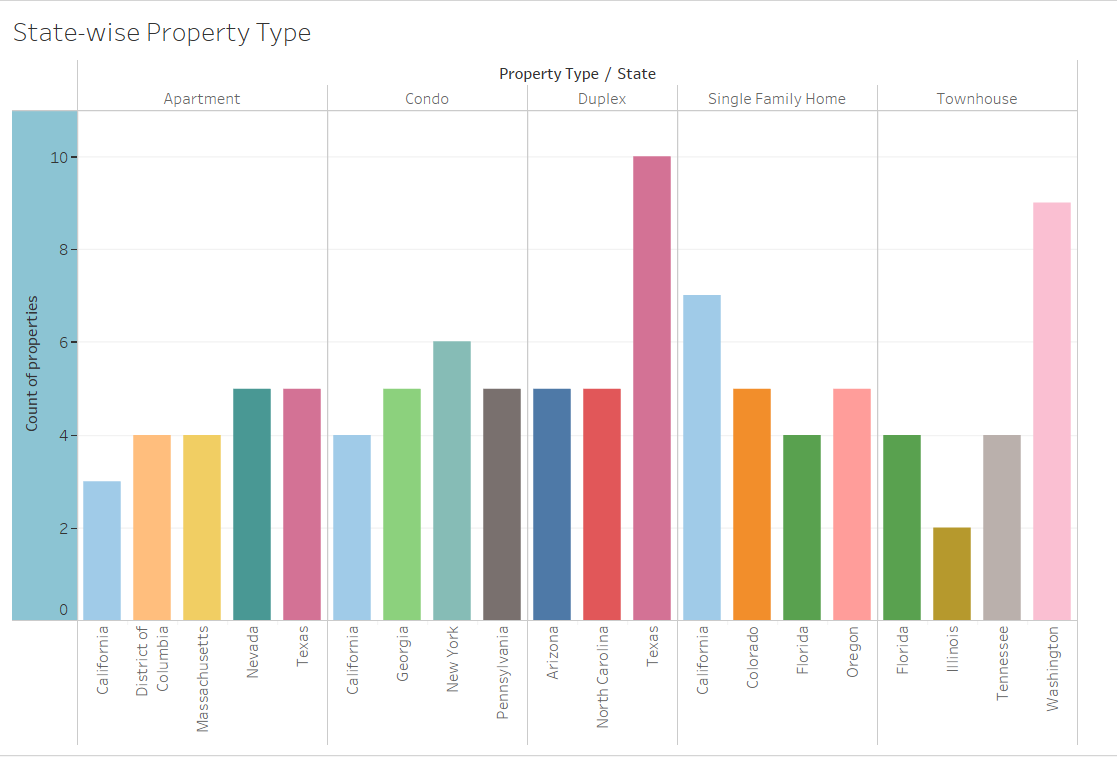 State-wise Property Type
Property Type / State
Apartment
Condo
Duplex
Single Family Home
Townhouse
Count of properties
10
8
6
4
2
0
California
District of
Columbia
Massachusetts
Nevada
Texas
California
Georgia
New York
Pennsylvania
Arizona
North Carolina
Texas
California
Colorado
Florida
Oregon
Florida
Illinois
Tennessee
Washington